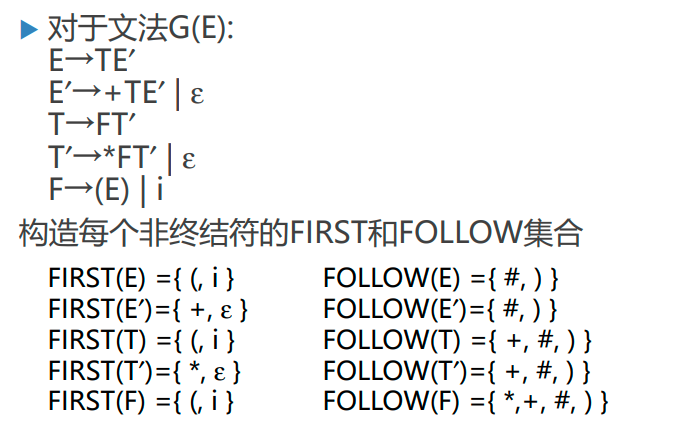 ▶ 对于文法G(E):
E→TE′
E′→+TE′ | ε
T→FT′
T′→*FT′ | ε
F→(E) | i
构造每个非终结符的FIRST和FOLLOW集合
FIRST(E) ={ (, i } FOLLOW(E) ={ #, ) }
FIRST(E′)={ +, ε } FOLLOW(E′)={ #, ) }
FIRST(T) ={ (, i } FOLLOW(T) ={ +, #, ) }
FIRST(T′)={ *, ε } FOLLOW(T′)={ +, #, ) }
FIRST(F) ={ (, i } FOLLOW(F) ={ *,+, #, ) }